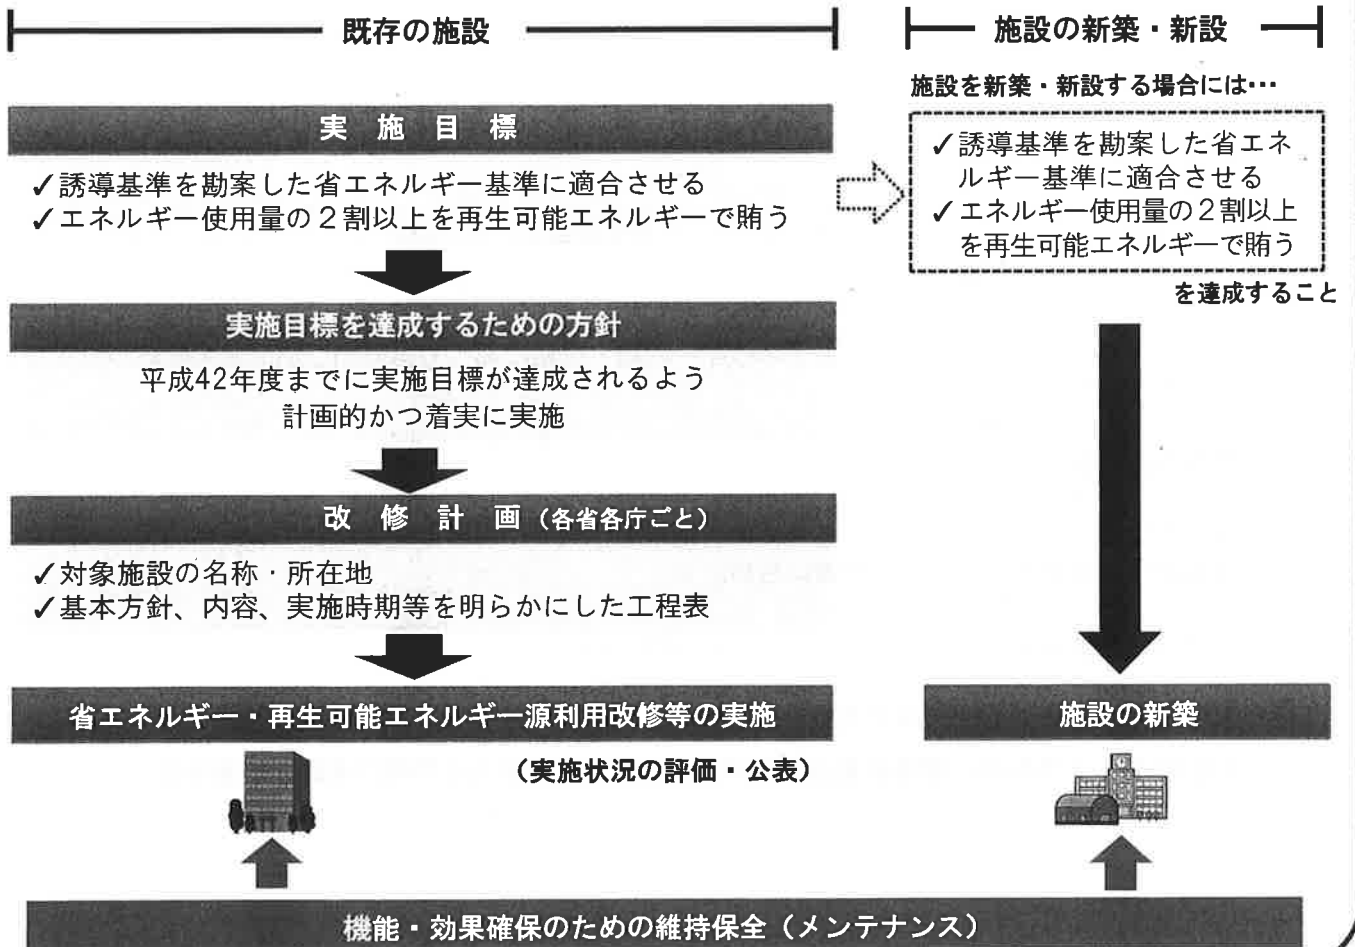 既存の施設
実施目標
✓誘導基準を勘案した省エネルギー基準に適合させる
✓エネルギー使用量の2割以上を再生可能エネルギーで賄う
実施目標を達成するための方針
平成42年度までに実施目標が達成されるよう
計画的かつ着実に実施
改修計画(各省各庁ごと)
✓対象施設の名称・所在地
✓基本方針、内容、実施時期等を明らかにした工程表
省エネルギー・再生可能エネルギー源利用改修等の実施
(実施状況の評価・公表)
施設の新築・新設
施設を新築・新設する場合には…
✓誘導基準を勘案した省エネ
ルギー基準に適合させる
✓エネルギー使用量の2割以上
を再生可能エネルギーで賄う
を達成すること
施設の新築
機能・効果確保のための維持保全(メンテナンス)